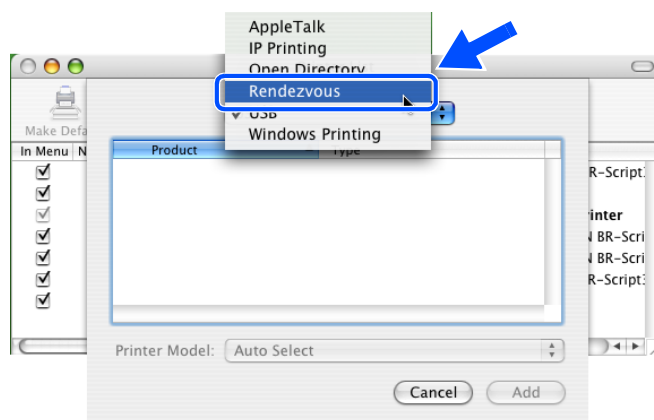 AppleTalk
IP Printing
Open Directory
Rendezvous
USB
Windows Printing
Make Defa
In Menu N
Product Type
R-Script
inter
N BR-Scri
N BR-Scri
R-Script3
Printer Model: Auto Select
Cancel Add